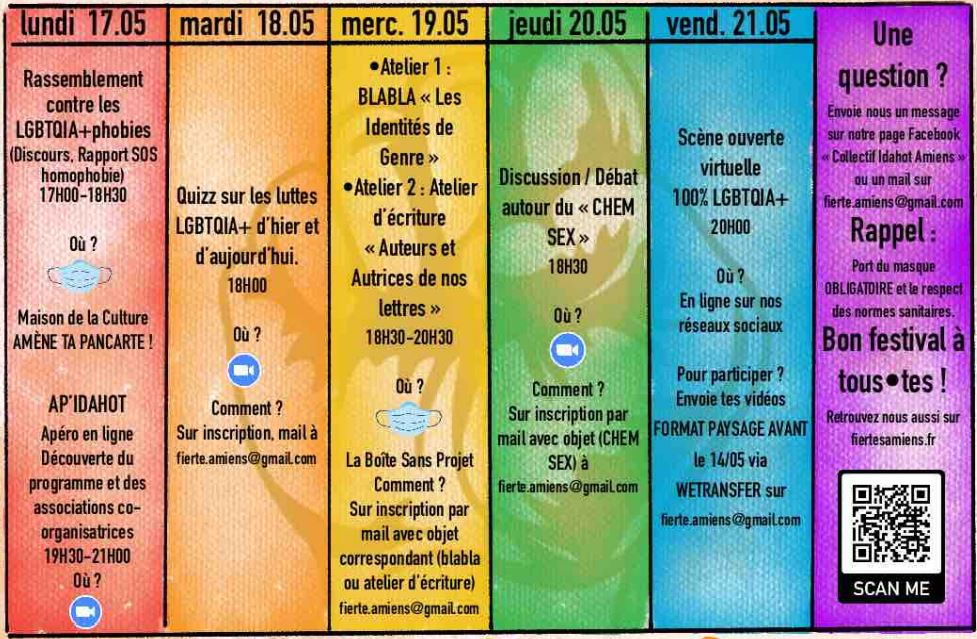 lundi 17.05
Rassemblement
contre les
LGBTQIA+phobies
(Discours, Rapport SOS
homophobie)
17H00-18H30
Où ?
Maison de la Culture
AMÈNE TA PANCARTE !
AP'IDAHOT
Apéro en ligne
Découverte du
programme et des
associations co-
organisatrices
19H30-21H00
Où ?
mardi 18.05
Quizz sur les luttes
LGBTQIA+ d'hier et
d'aujourd'hui.
18H00
Où ?
Comment ?
Sur inscription, mail à
fierte.amiens@gmail.com
merc. 19.05
•Atelier 1 :
BLABLA « Les
Identités de
Genre »
•Atelier 2 : Atelier
d'écriture
« Auteurs et
Autrices de nos
lettres »
18H30-20H30
Où ?
La Boîte Sans Projet
Comment ?
Sur inscription par
mail avec objet
correspondant (blabla
ou atelier d'écriture)
fierte.amiens@gmail.com
jeudi 20.05
Discussion / Débat
autour du « CHEM
SEX »
18H30
Où ?
Comment ?
Sur inscription par
mail avec objet (CHEM
SEX) à
fierte.amiens@gmail.com
vend. 21.05
Scène ouverte
virtuelle
100% LGBTQIA+
20H00
Où ?
En ligne sur nos
réseaux sociaux
Pour participer ?
Envoie tes vidéos
FORMAT PAYSAGE AVANT
le 14/05 via
WETRANSFER sur
fierte.amiens@gmail.com
Une
question ?
Envoie nous un message
sur notre page Facebook
« Collectif Idahot Amiens »
ou un mail sur
fierte.amiens@gmail.com
Rappel :
Port du masque
OBLIGATOIRE et le respect
des normes sanitaires.
Bon festival à
tous•tes !
Retrouvez nous aussi sur
fiertesamiens.fr
SCAN ME